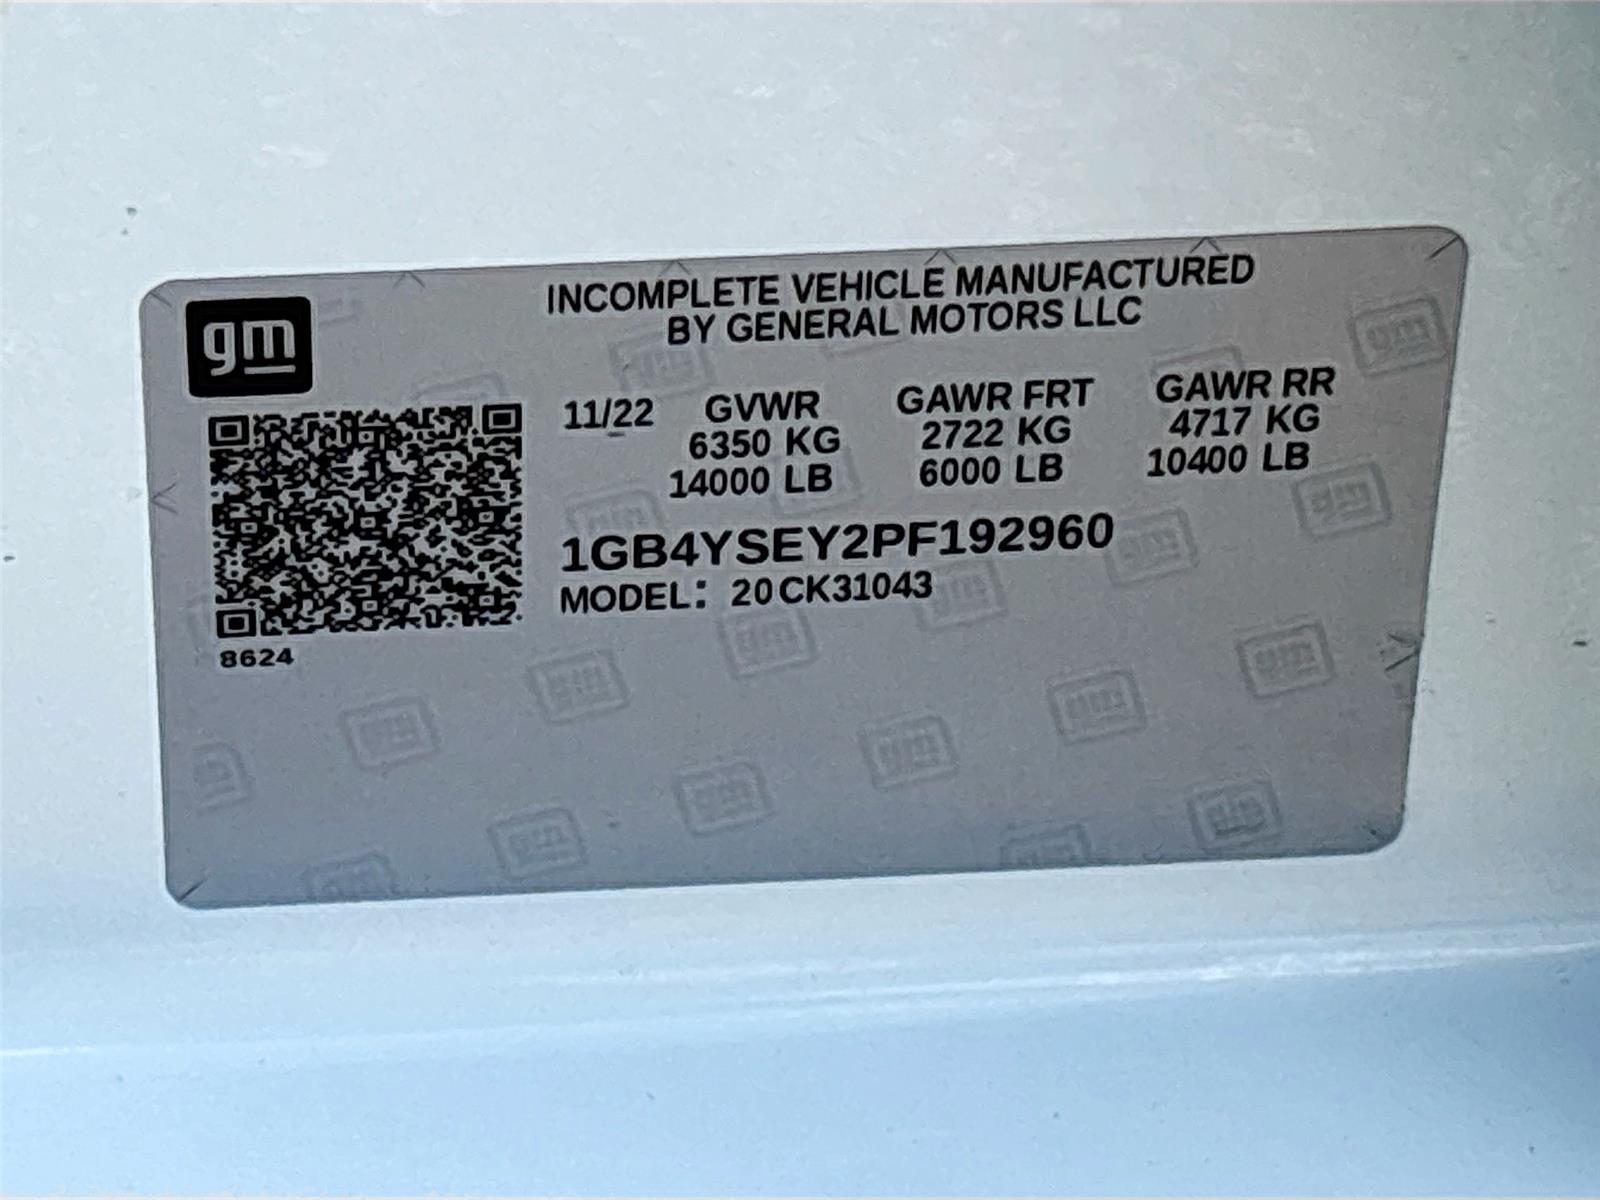 gm
INCOMPLETE VEHICLE MANUFACTURED
BY GENERAL MOTORS LLC
11/22 GVWR GAWR FRT GAWR RR
6350 KG 2722 KG 4717 KG
14000 LB 6000 LB 10400 LB
1GB4YSEY2PF192960
MODEL: 20CK31043
8624